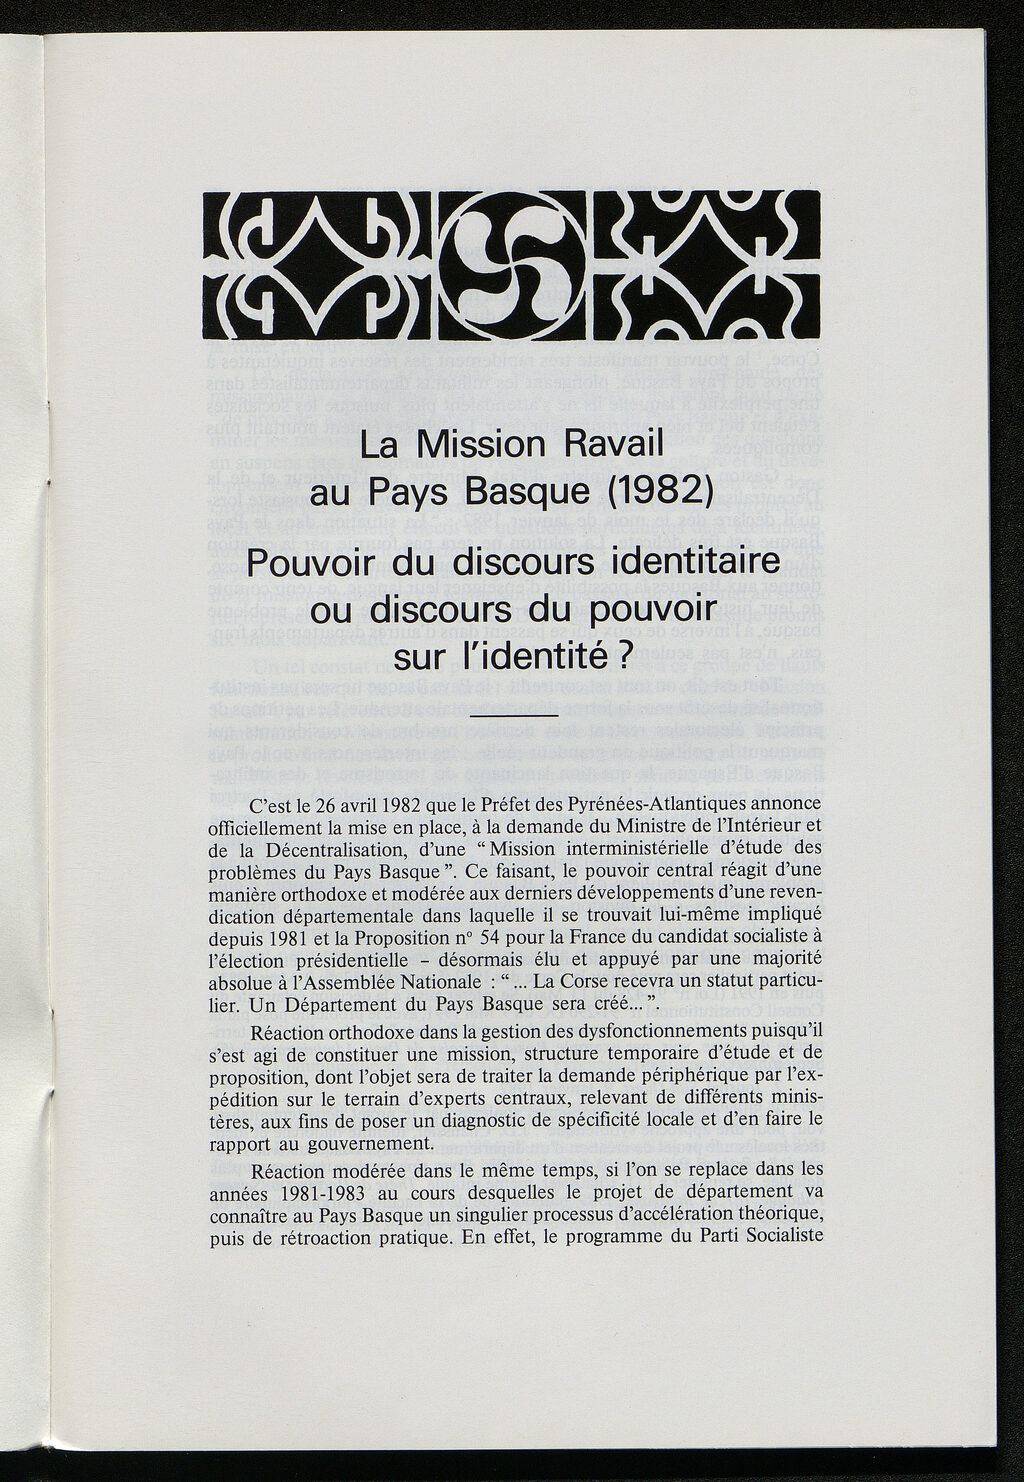 La Mission Ravail
au Pays Basque (1982)
Pouvoir du discours identitaire
ou discours du pouvoir
sur l'identité ?
C'est le 26 avril 1982 que le Préfet des Pyrénées-Atlantiques annonce
officiellement la mise en place, à la demande du Ministre de l'Intérieur et
de la Décentralisation, d'une “ Mission interministérielle d'étude des
problèmes du Pays Basque ”. Ce faisant, le pouvoir central réagit d'une
manière orthodoxe et modérée aux derniers développements d'une reven-
dication départementale dans laquelle il se trouvait lui-même impliqué
depuis 1981 et la Proposition nº 54 pour la France du candidat socialiste à
l'élection présidentielle – désormais élu et appuyé par une majorité
absolue à l'Assemblée Nationale : “ ... La Corse recevra un statut particu-
lier. Un Département du Pays Basque sera créé... ”.
Réaction orthodoxe dans la gestion des dysfonctionnements puisqu'il
s'est agi de constituer une mission, structure temporaire d'étude et de
proposition, dont l'objet sera de traiter la demande périphérique par l'ex-
pédition sur le terrain d'experts centraux, relevant de différents minis-
tères, aux fins de poser un diagnostic de spécificité locale et d'en faire le
rapport au gouvernement.
Réaction modérée dans le même temps, si l'on se replace dans les
années 1981-1983 au cours desquelles le projet de département va
connaître au Pays Basque un singulier processus d'accélération théorique,
puis de rétroaction pratique. En effet, le programme du Parti Socialiste